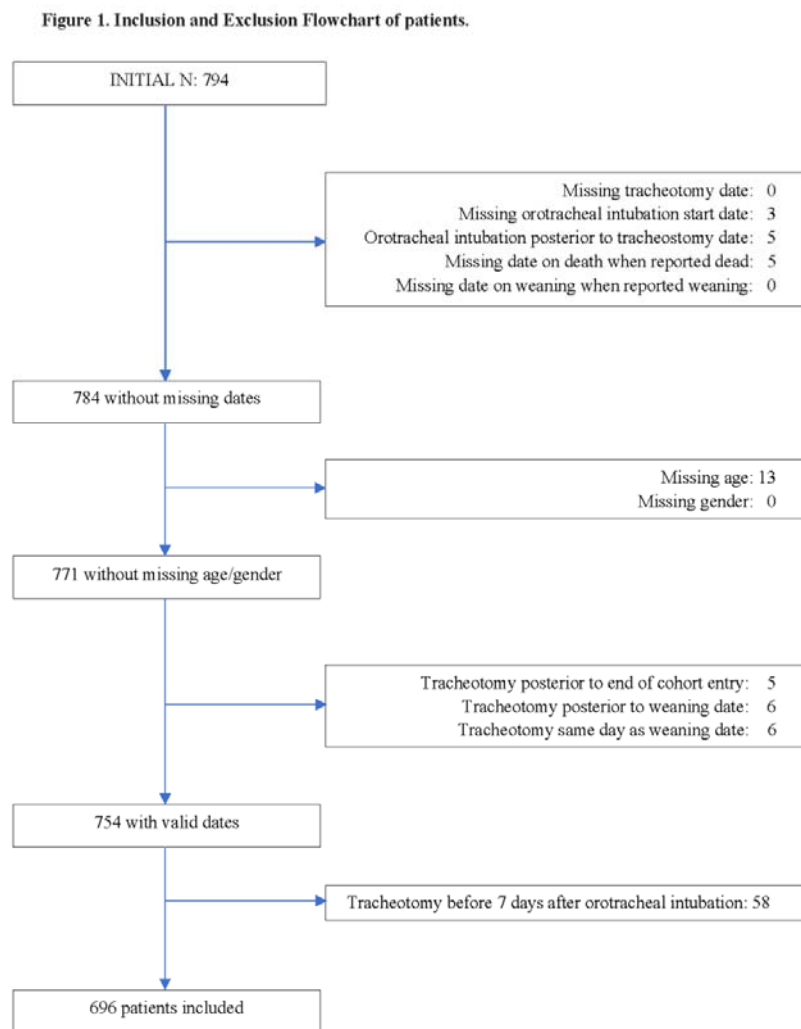 Figure 1. Inclusion and Exclusion Flowchart of patients.
INITIAL N: 794
Missing tracheotomy date: 0
Missing orotracheal intubation start date: 3
Orotracheal intubation posterior to tracheostomy date: 5
Missing date on death when reported dead: 5
Missing date on weaning when reported weaning: 0
784 without missing dates
Missing age: 13
Missing gender: 0
771 without missing age/gender
Tracheotomy posterior to end of cohort entry: 5
Tracheotomy posterior to weaning date: 6
Tracheotomy same day as weaning date: 6
754 with valid dates
Tracheotomy before 7 days after orotracheal intubation: 58
696 patients included